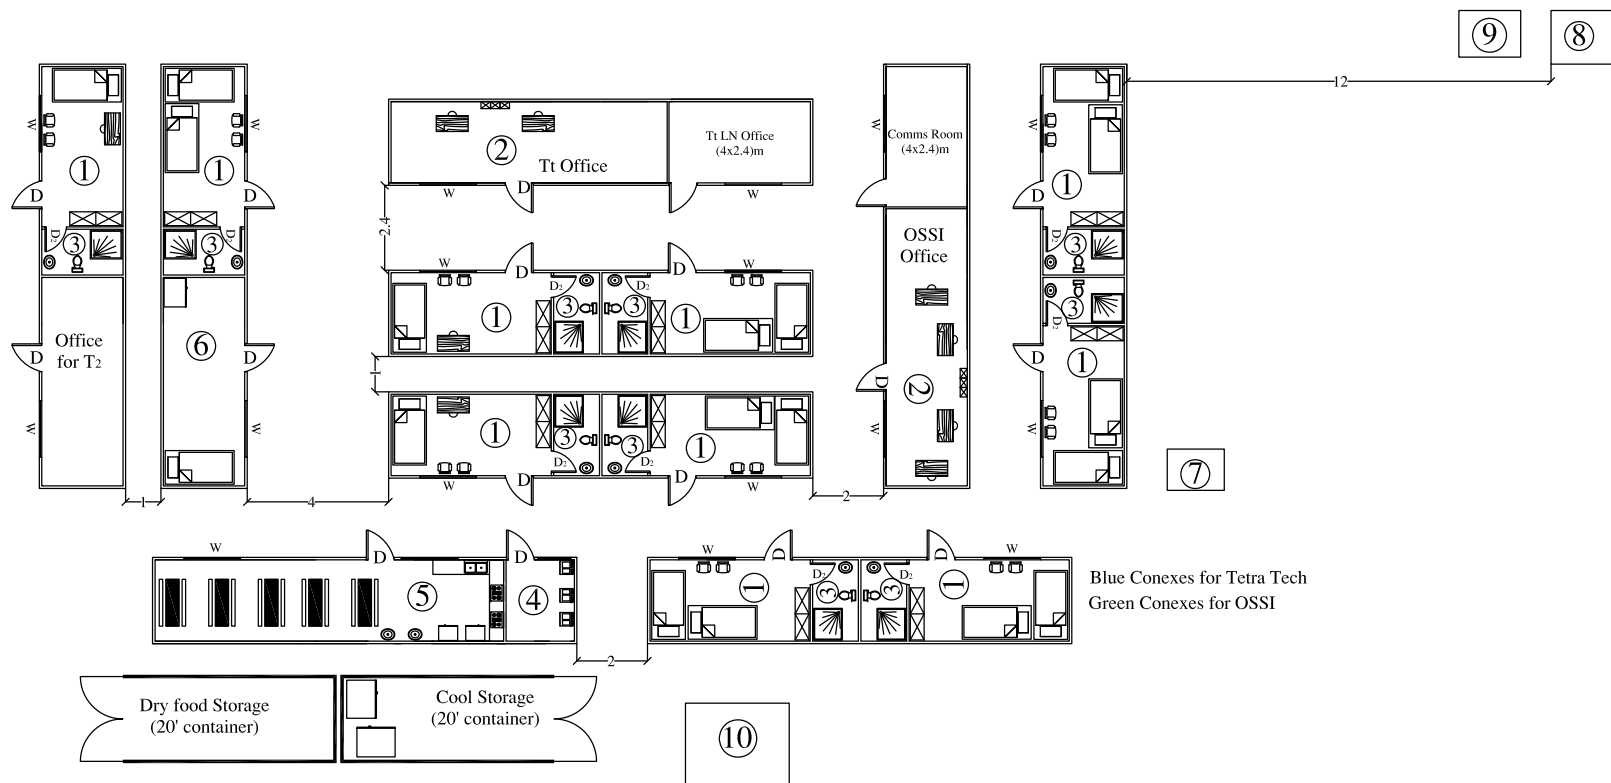 9
8
12
W
1
D
D2
3
Office
for T2
D
W
1
W
1
D
D2
3
6
D
W
4
2
Tt Office
Tt LN Office
(4x2.4)m
W
D
W
2.4
W
D
D
W
1
D2
3
D2
3
1
1
1
D2
3
D2
3
1
W
D
D
W
2
W
Comms Room
(4x2.4)m
OSSI
Office
D
2
W
W
1
D
D2
3
3
D2
D
1
W
7
W
D
D
5
4
2
W
D
D
W
1
D2
3
D2
3
1
Blue Conexes for Tetra Tech
Green Conexes for OSSI
Dry food Storage
(20' container)
Cool Storage
(20' container)
10